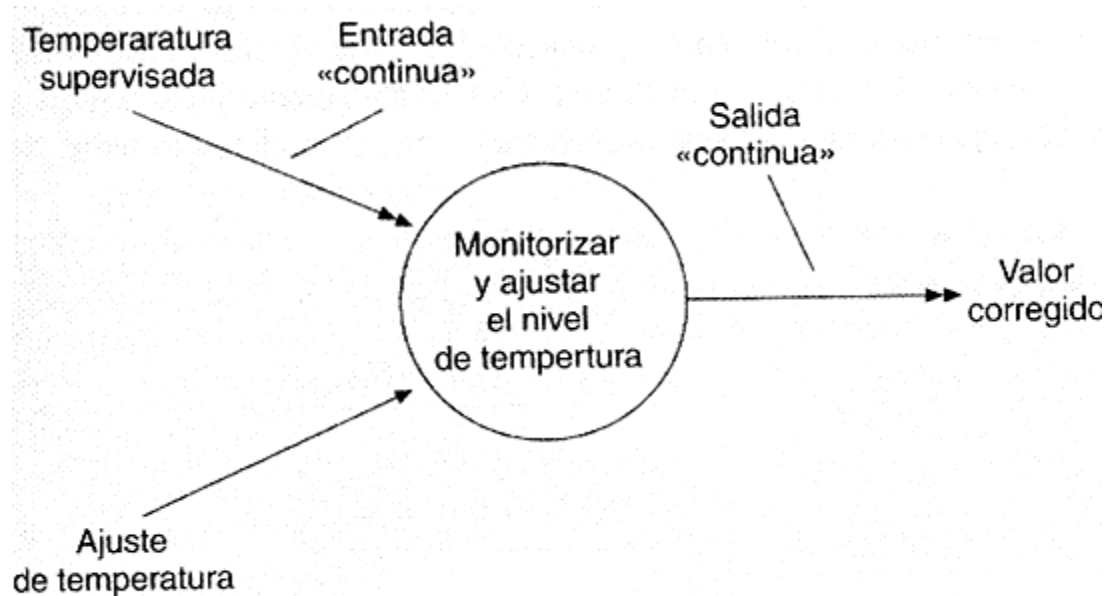 Temperaratura
supervisada
Entrada
«continua»
Salida
«continua»
Monitorizar
y ajustar
el nivel
de tempertura
Valor
corregido
Ajuste
de temperatura